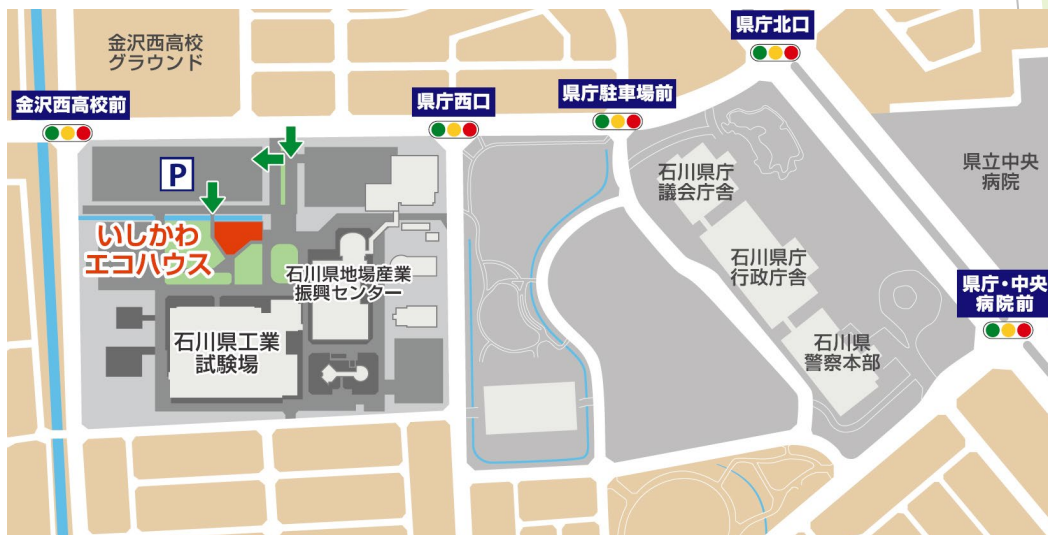 金沢西高校
グラウンド
県庁北口
金沢西高校前
県庁西口
県庁駐車場前
P
石川県庁
議会庁舎
県立中央
病院
いしかわ
エコハウス
石川県地場産業
振興センター
石川県庁
行政庁舎
県庁・中央
病院前
石川県工業
試験場
石川県
警察本部